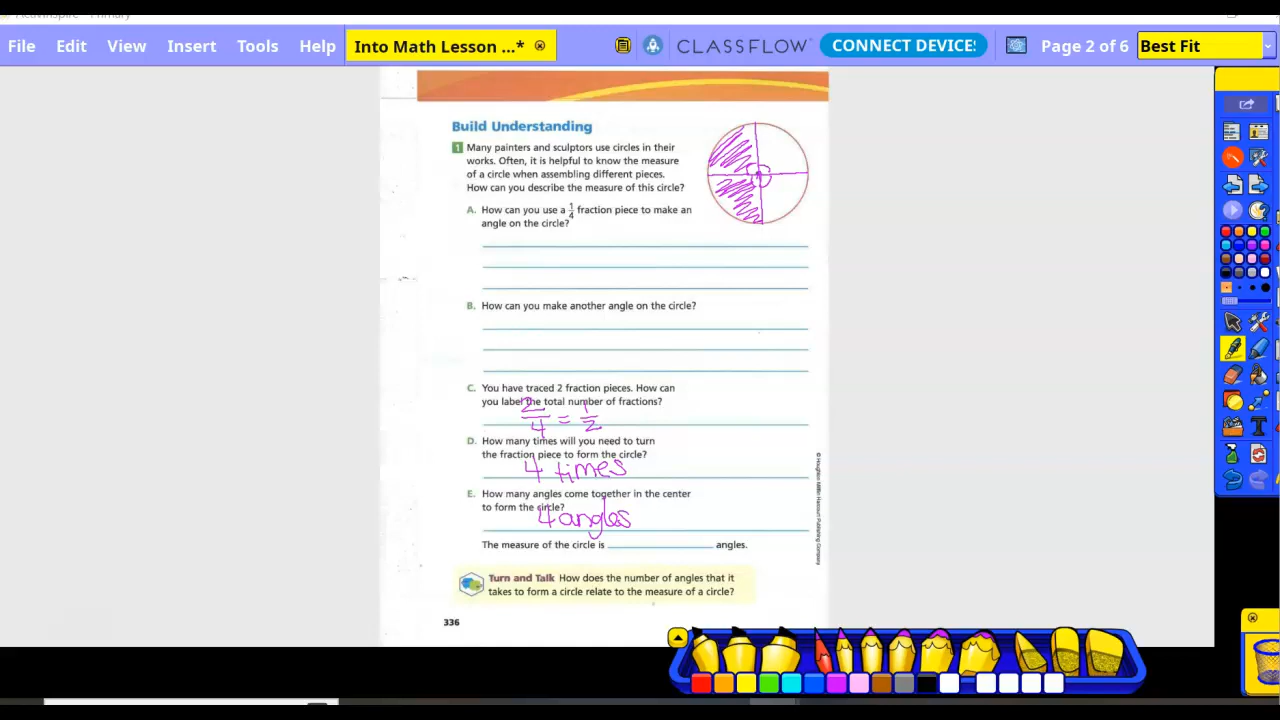 File Edit View Insert Tools Help Into Math Lesson ...* CLASSFLOW CONNECT DEVICES Page 2 of 6 Best Fit
Build Understanding
1 Many painters and sculptors use circles in their
works. Often, it is helpful to know the measure
of a circle when assembling different pieces.
How can you describe the measure of this circle?
A. How can you use a 1/4 fraction piece to make an
angle on the circle?
B. How can you make another angle on the circle?
C. You have traced 2 fraction pieces. How can
you label the total number of fractions?
2/4 = 1/2
D. How many times will you need to turn
the fraction piece to form the circle?
4 times
E. How many angles come together in the center
to form the circle?
4 angles
The measure of the circle is angles.
Turn and Talk How does the number of angles that it
takes to form a circle relate to the measure of a circle?
336
© Houghton Mifflin Harcourt Publishing Company